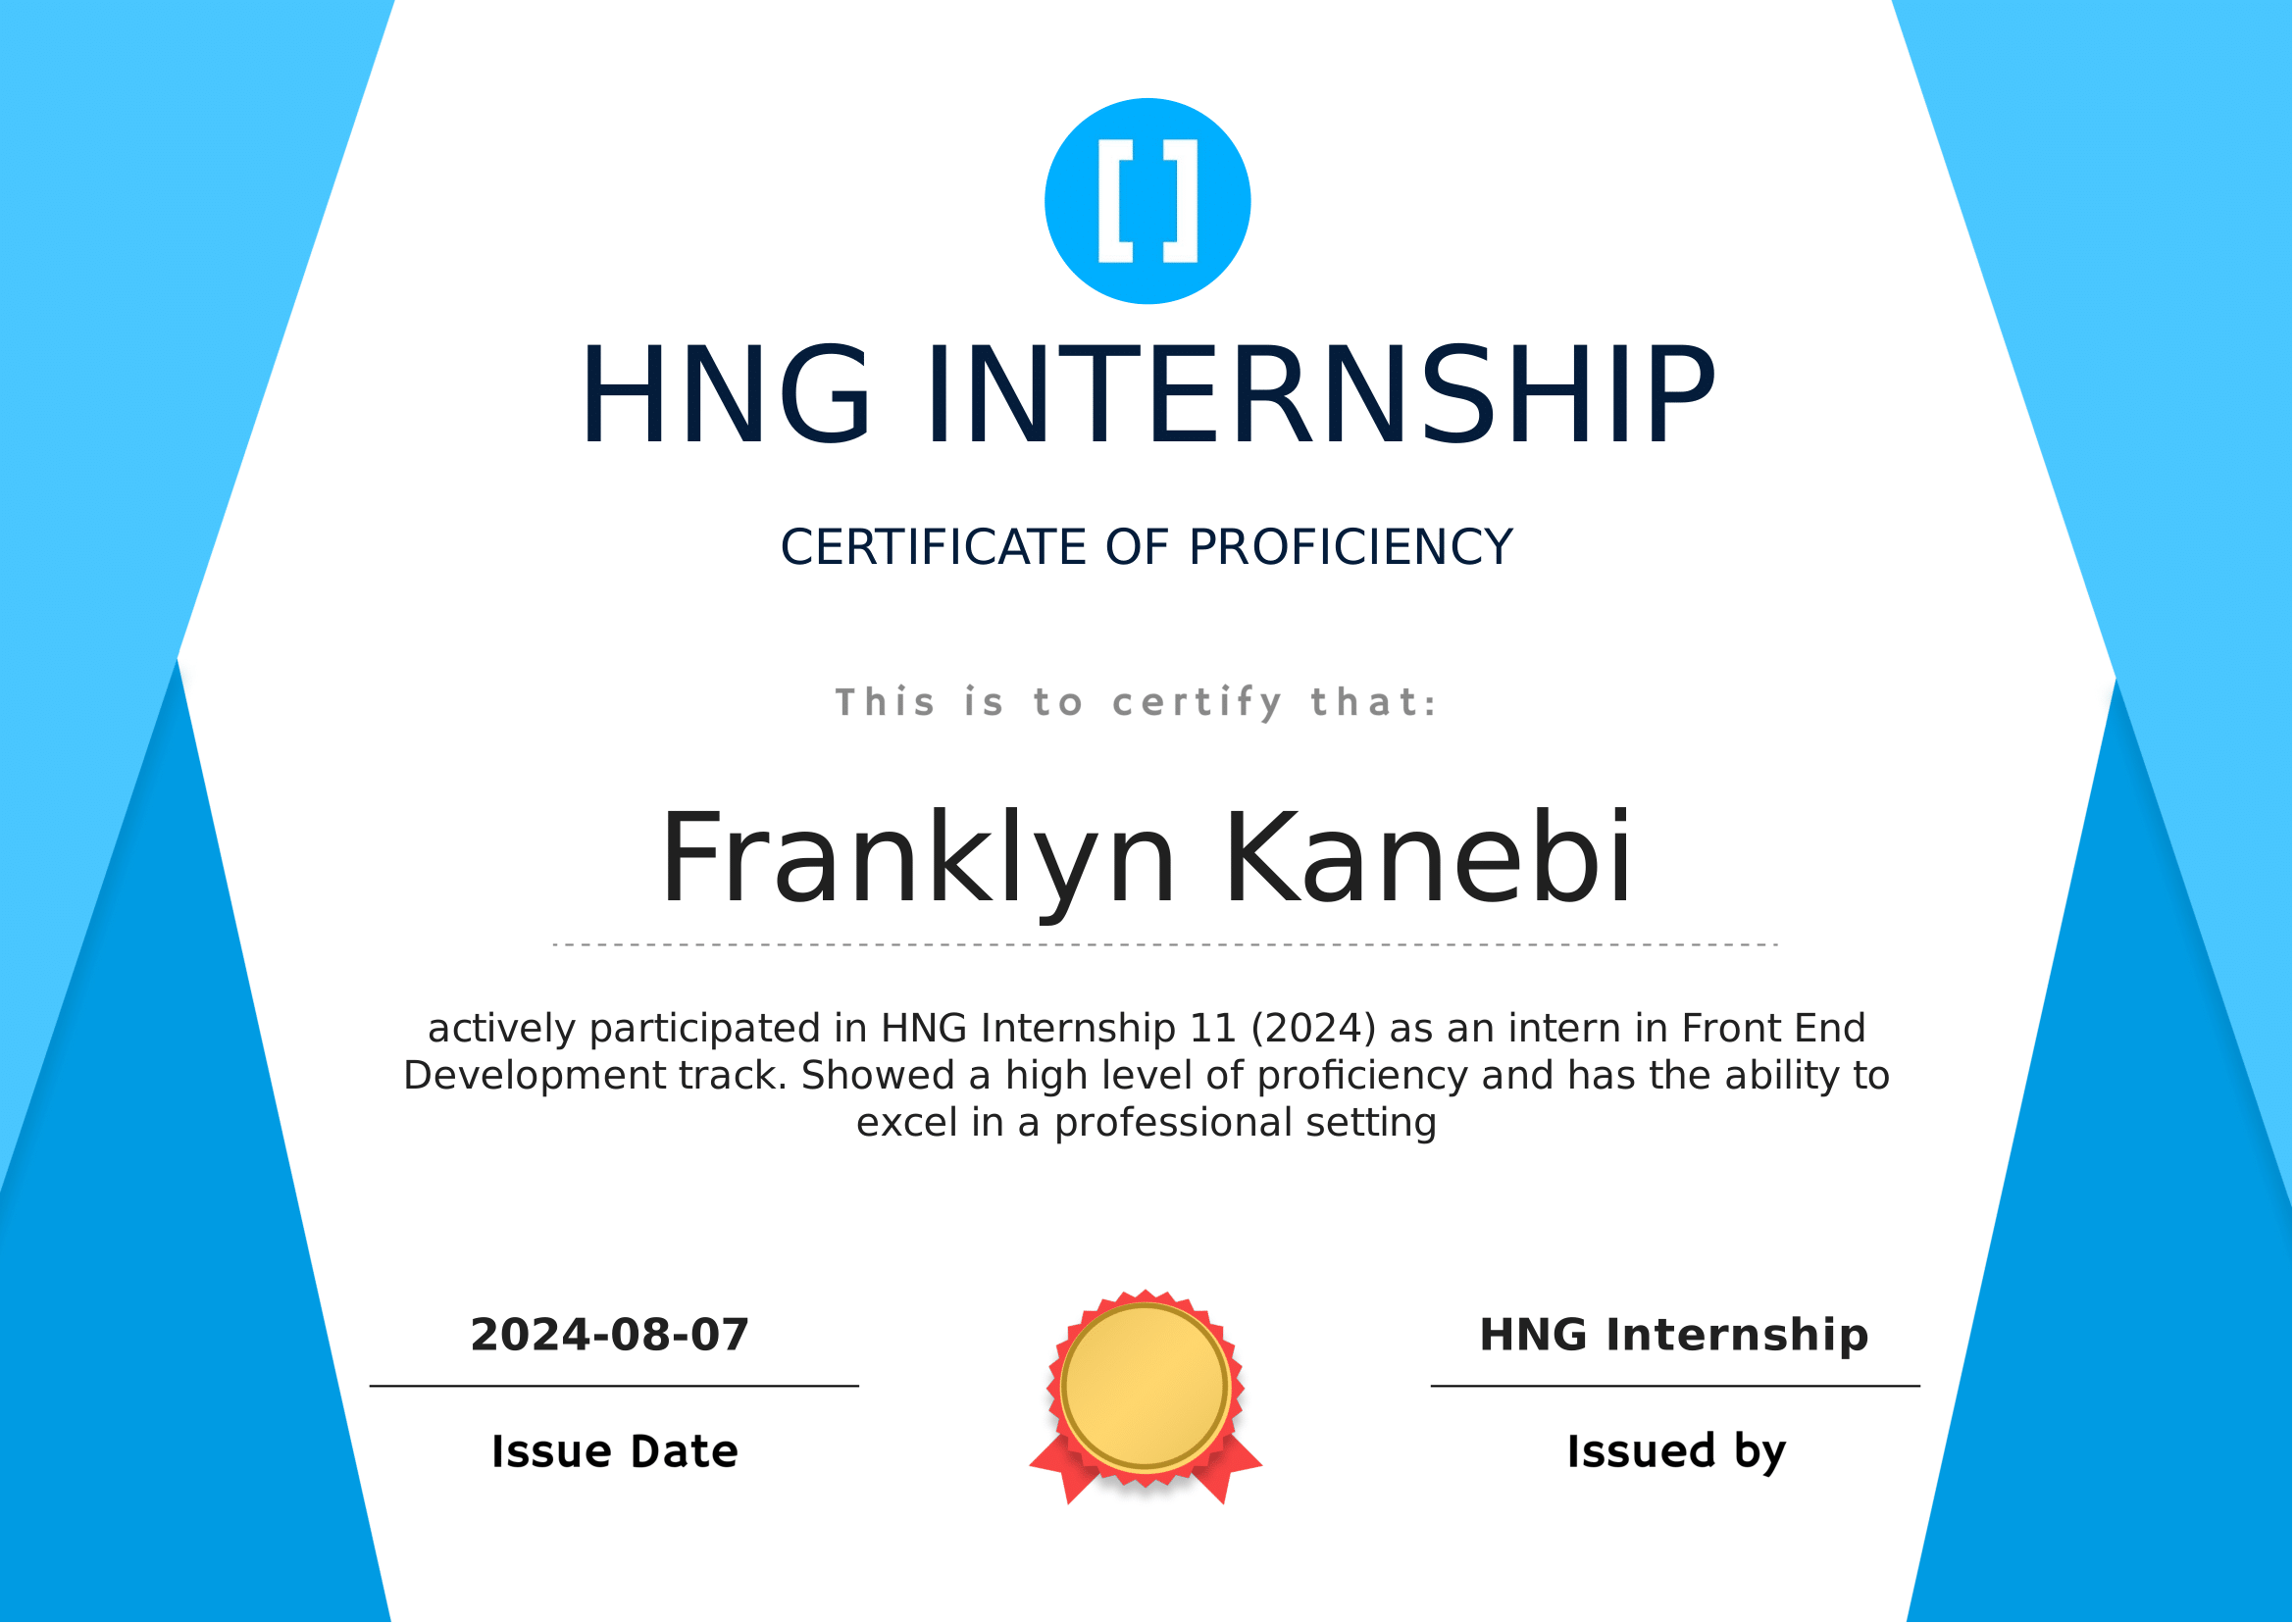 [ ]
HNG INTERNSHIP
CERTIFICATE OF PROFICIENCY
This is to certify that:
Franklyn Kanebi
actively participated in HNG Internship 11 (2024) as an intern in Front End
Development track. Showed a high level of proficiency and has the ability to
excel in a professional setting
2024-08-07
Issue Date
HNG Internship
Issued by